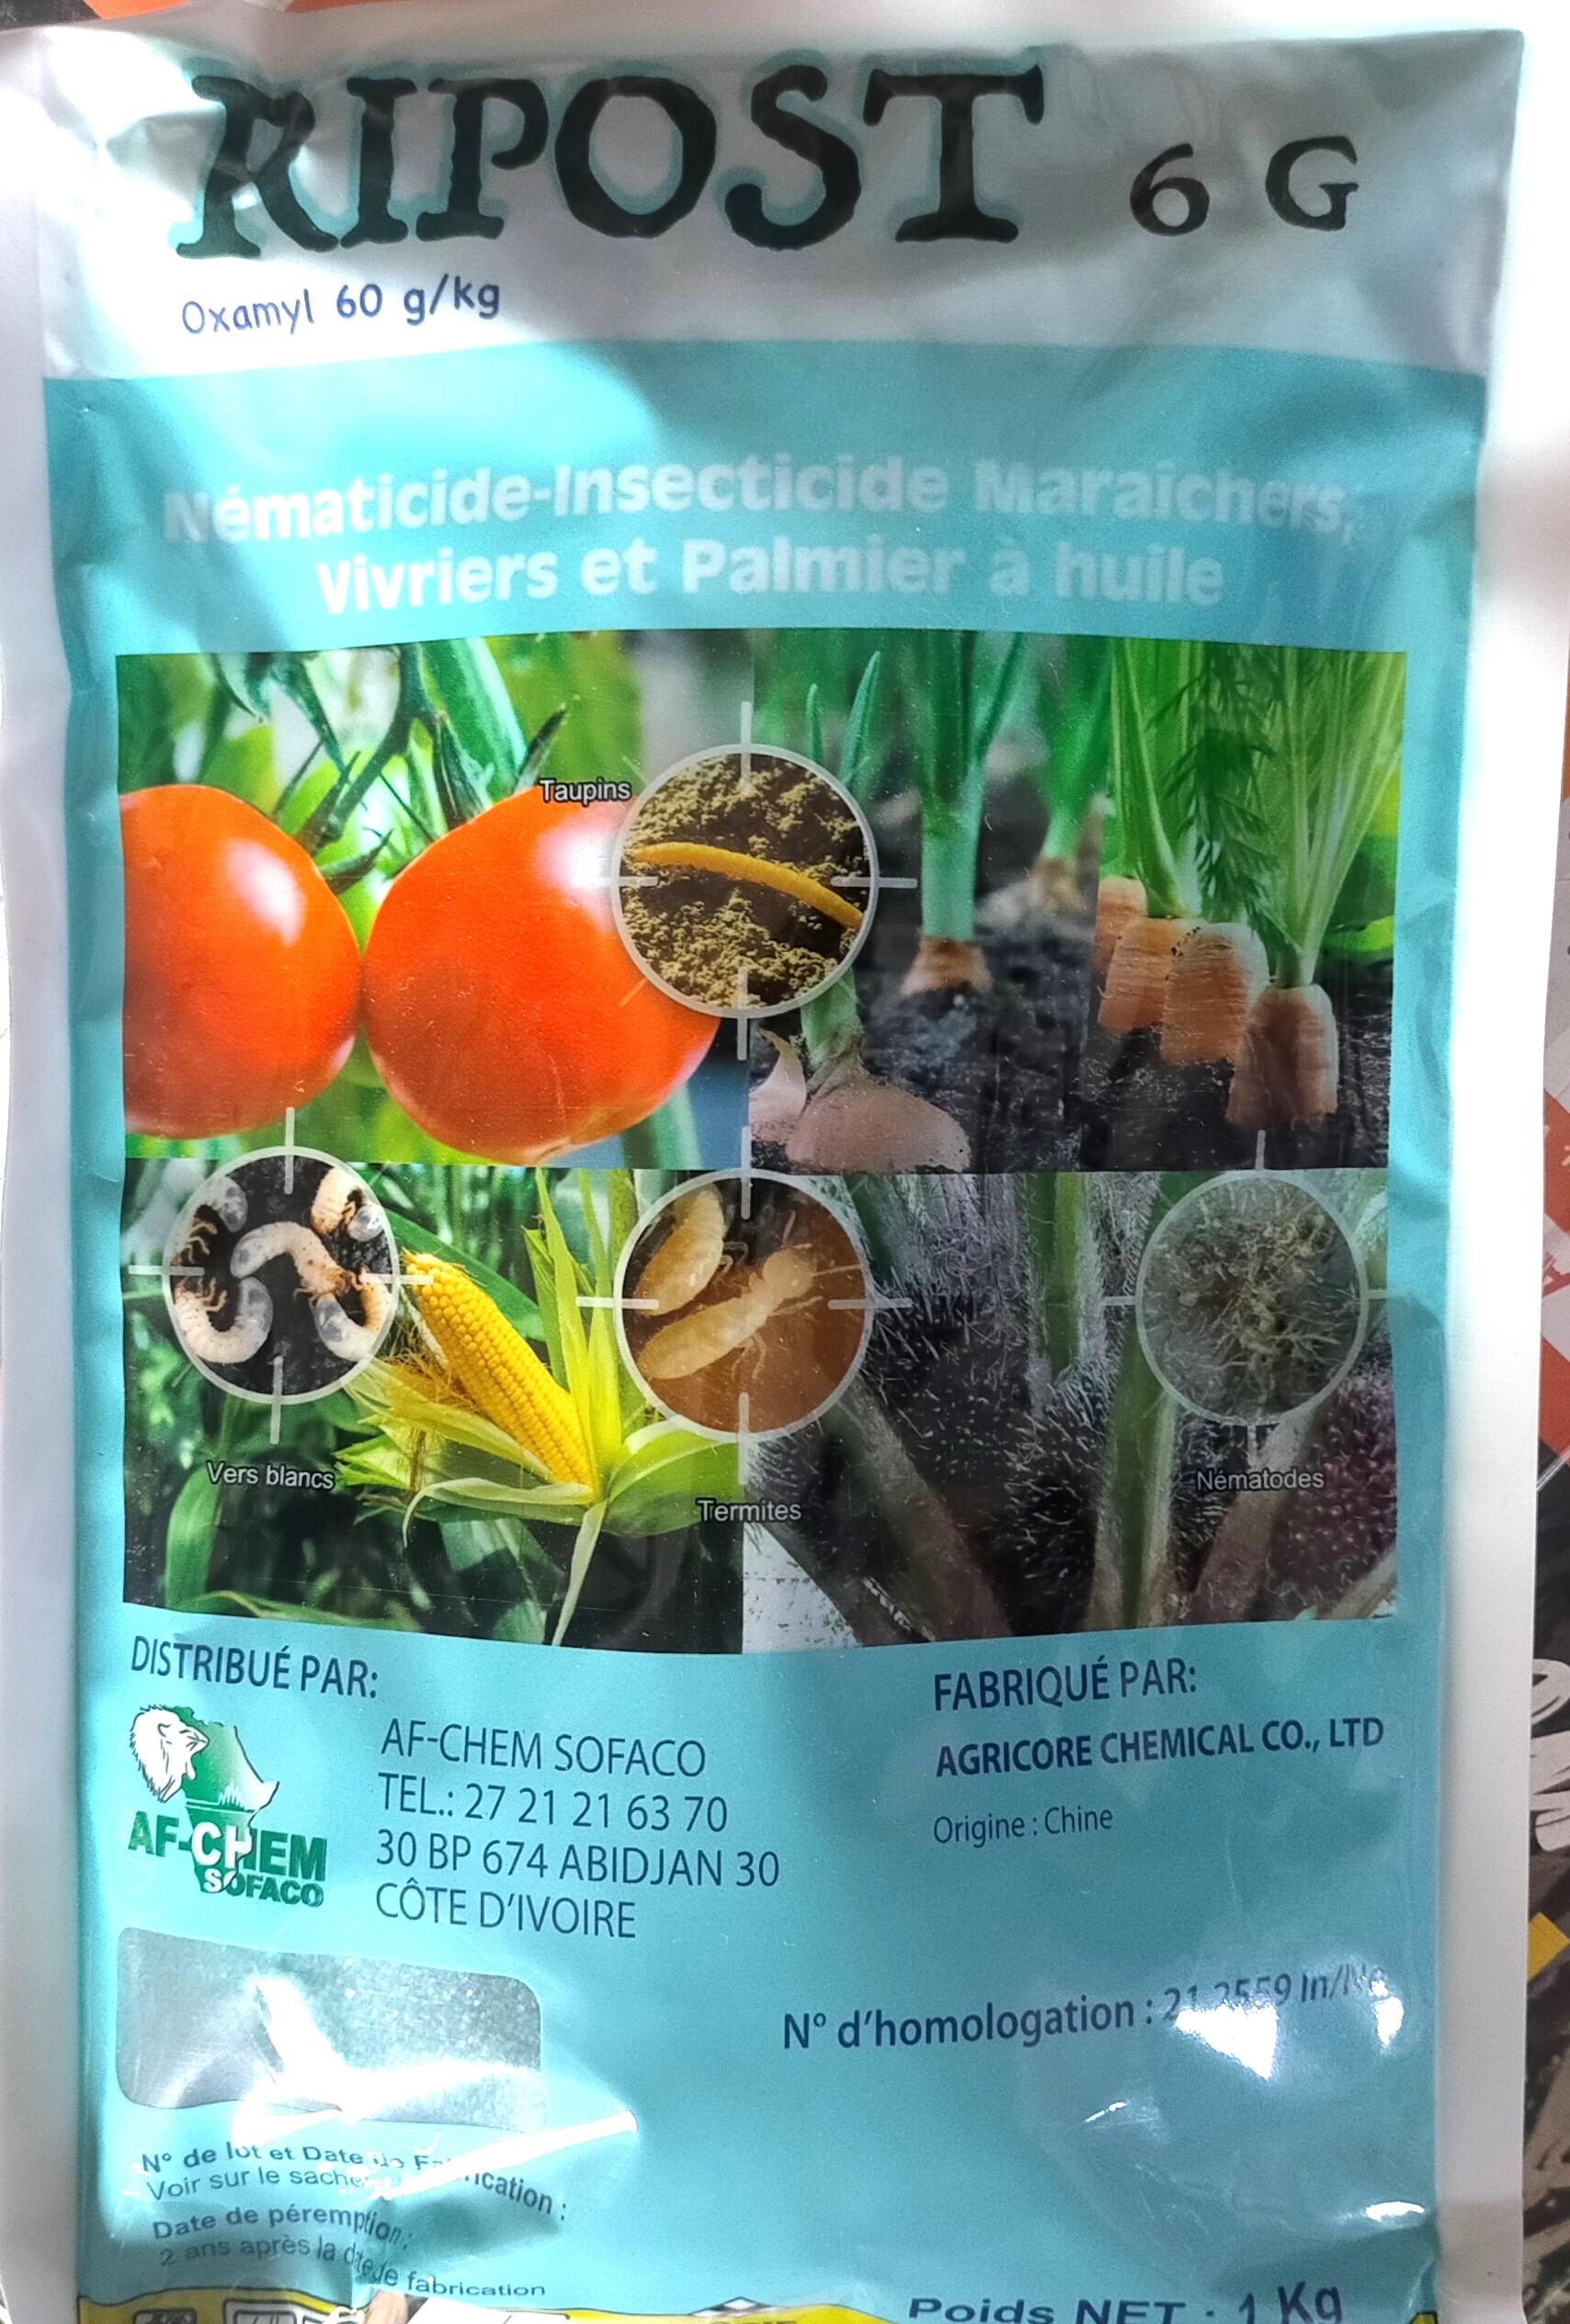 RIPOST 6 G
Oxamyl 60 g/kg
Nématicide-Insecticide Maraîchers,
Vivriers et Palmier à huile
Taupins
Vers blancs
Termites
Nématodes
DISTRIBUÉ PAR:
AF-CHEM SOFACO
TEL.: 27 21 21 63 70
30 BP 674 ABIDJAN 30
CÔTE D'IVOIRE
AF-CHEM
SOFACO
FABRIQUÉ PAR:
AGRICORE CHEMICAL CO., LTD
Origine : Chine
N° d'homologation :
N° de lot et Date de Fabrication :
Voir sur le sachet
Date de péremption :
2 ans après la date de fabrication
Poids NET : 1 Kg